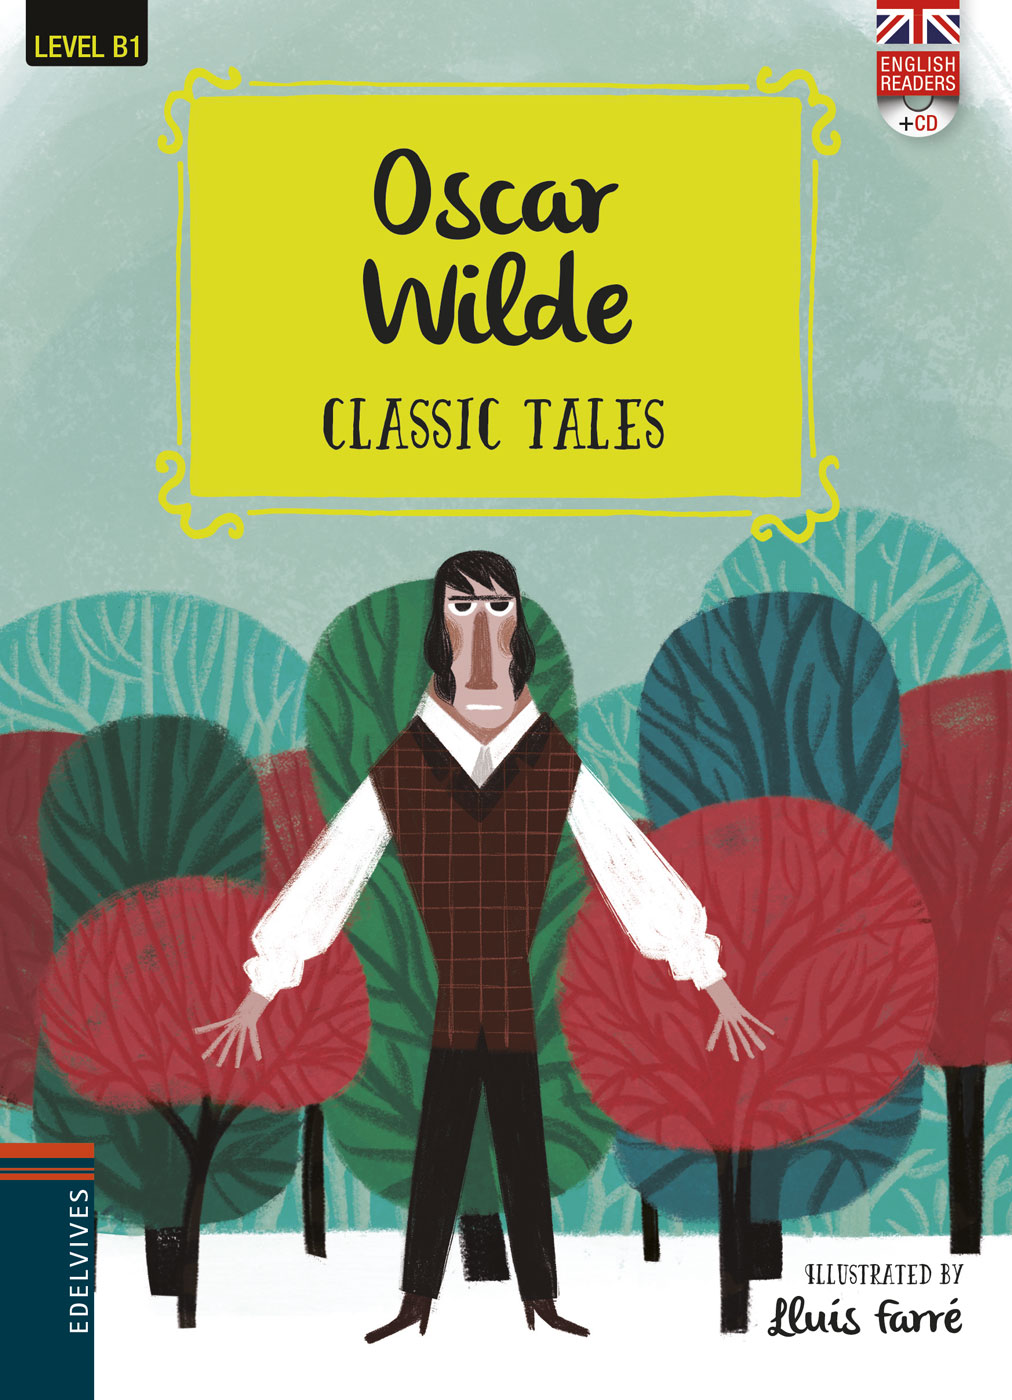 LEVEL B1
ENGLISH
READERS
+CD
Oscar
Wilde
CLASSIC TALES
EDELVIVES
ILLUSTRATED BY
Lluís Farré